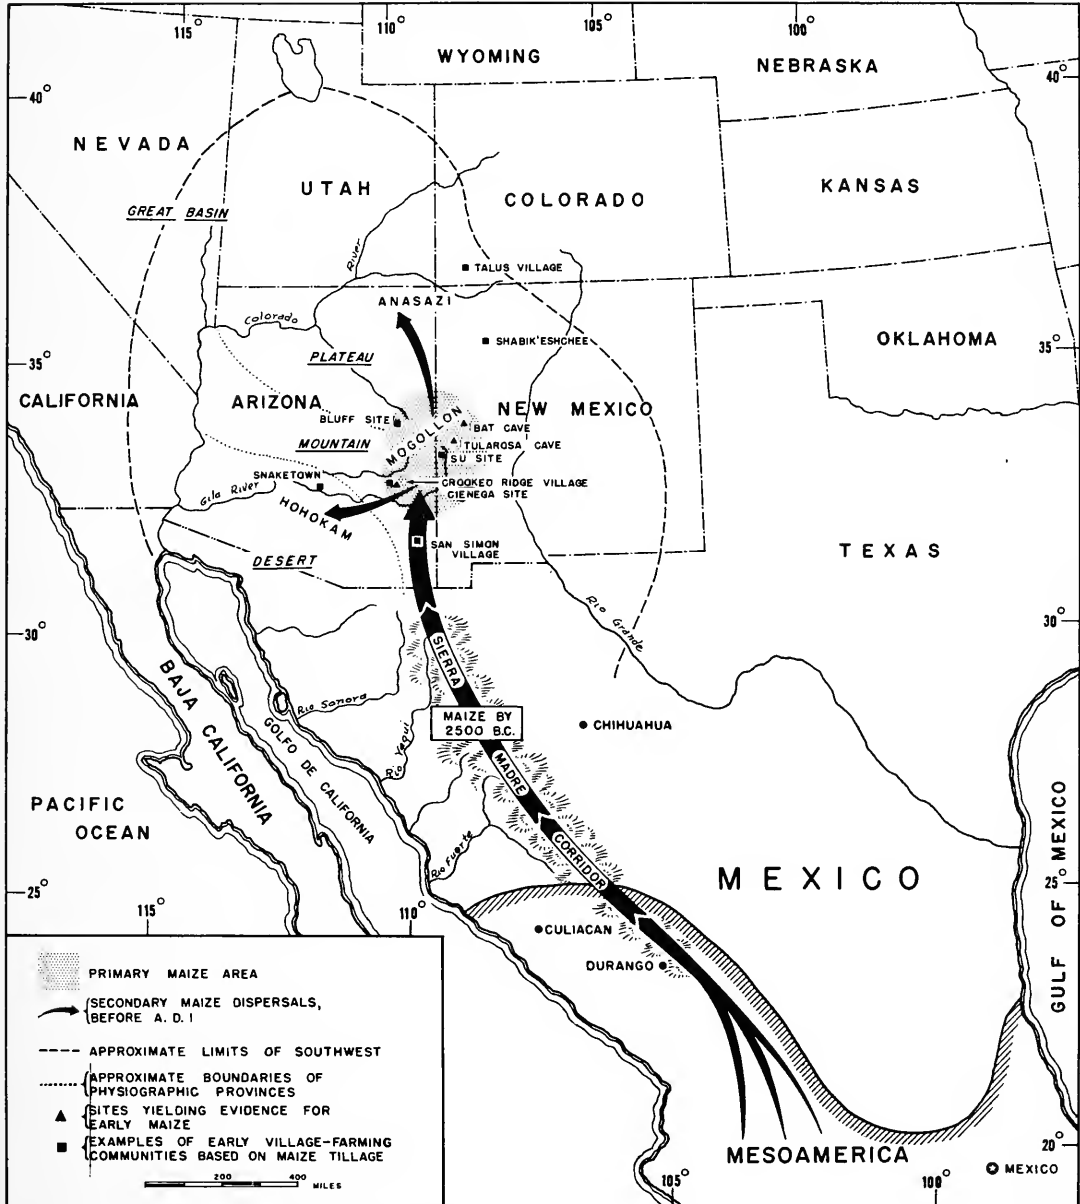 115°
110°
105°
100°
WYOMING
NEBRASKA
40°
40°
NEVADA
UTAH
COLORADO
KANSAS
GREAT BASIN
River
TALUS VILLAGE
ANASAZI
Colorado
SHABIK'ESHCHEE
OKLAHOMA
35°
35°
PLATEAU
CALIFORNIA
ARIZONA
NEW MEXICO
BLUFF SITE
MOGOLLON
BAT CAVE
MOUNTAIN
TULAROSA CAVE
SU SITE
SNAKETOWN
CROOKED RIDGE VILLAGE
CIENEGA SITE
Gila River
HOHOKAM
SAN SIMON
VILLAGE
TEXAS
DESERT
30°
30°
Rio Grande
SIERRA
BAJA CALIFORNIA
Rio Sonora
MAIZE BY
2500 B.C.
CHIHUAHUA
GOLFO DE CALIFORNIA
Rio Yaqui
MADRE
PACIFIC
OCEAN
Rio Fuerte
CORRIDOR
MEXICO
GULF OF MEXICO
25°
25°
115°
110°
CULIACAN
DURANGO
PRIMARY MAIZE AREA
SECONDARY MAIZE DISPERSALS,
BEFORE A.D.I
APPROXIMATE LIMITS OF SOUTHWEST
APPROXIMATE BOUNDARIES OF
PHYSIOGRAPHIC PROVINCES
SITES YIELDING EVIDENCE FOR
EARLY MAIZE
EXAMPLES OF EARLY VILLAGE-FARMING
COMMUNITIES BASED ON MAIZE TILLAGE
200 400
MILES
MESOAMERICA
20°
105°
100°
MEXICO